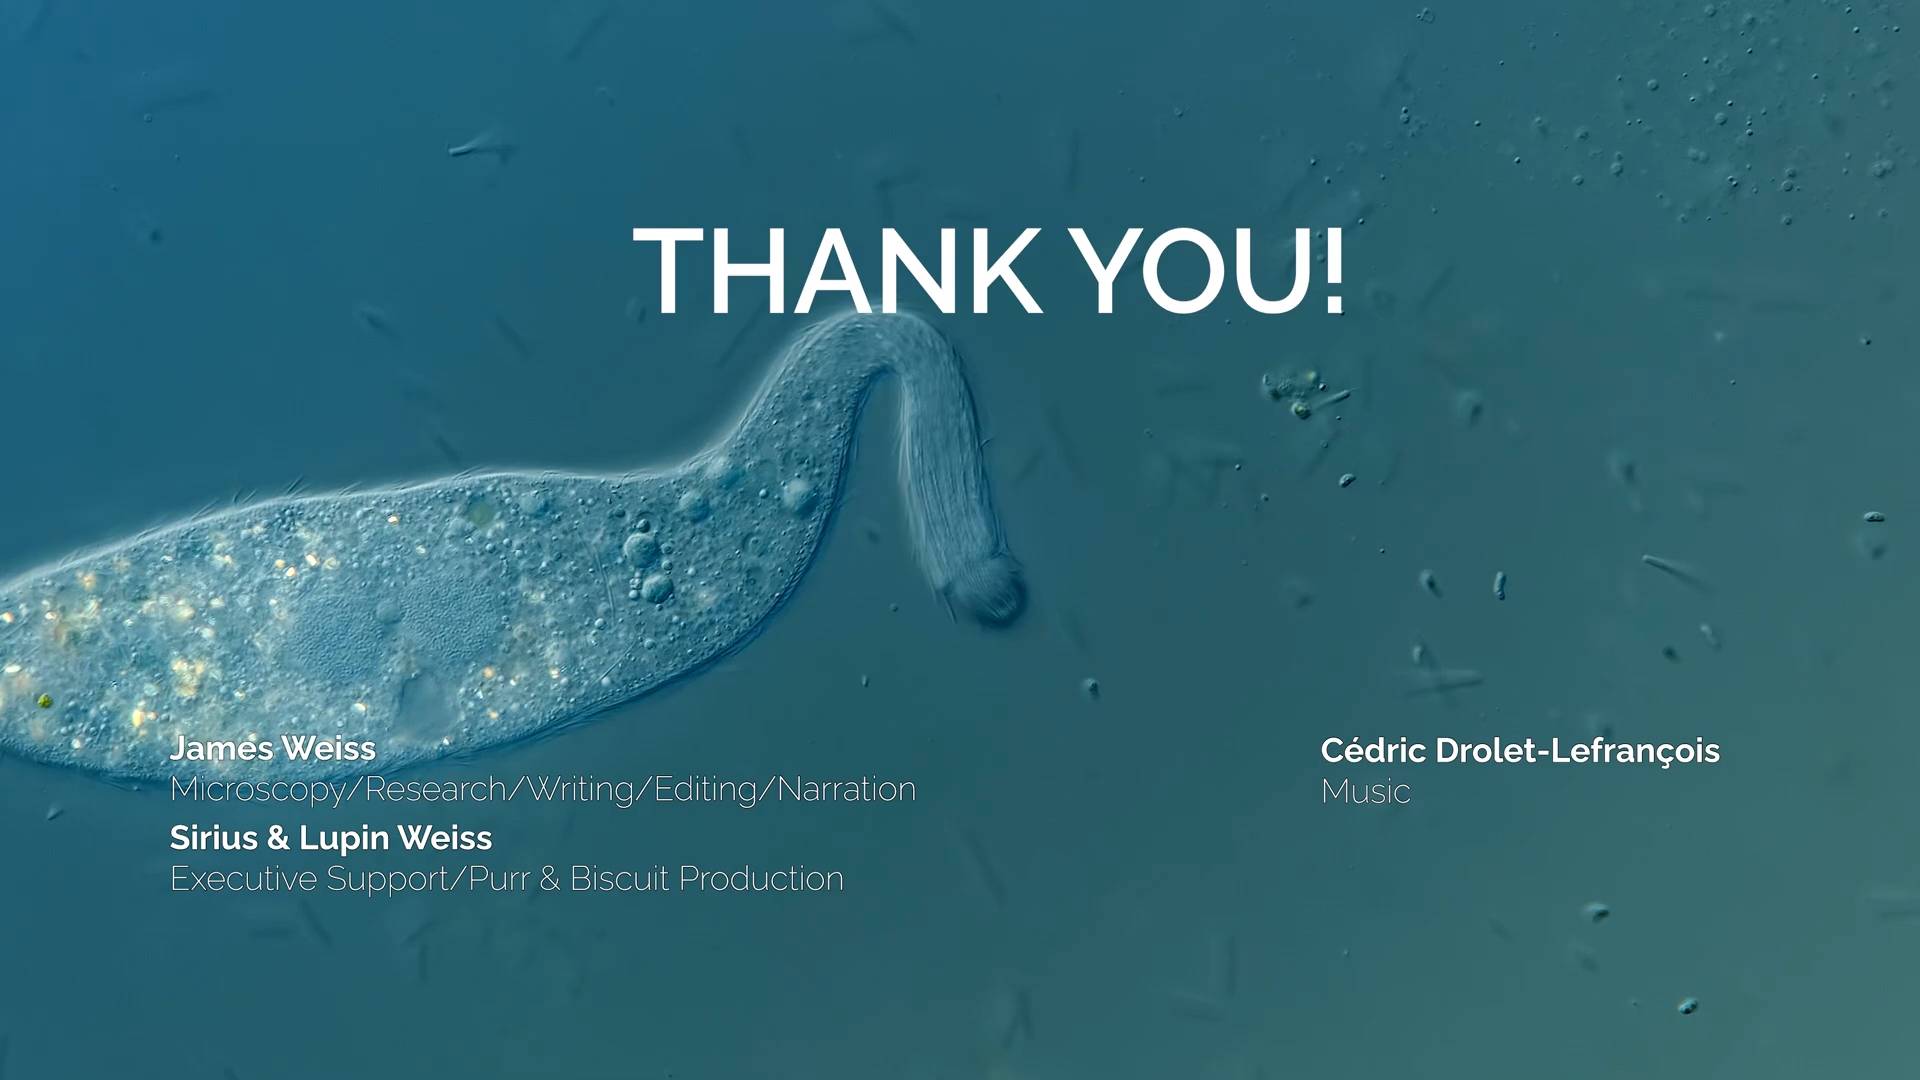 THANK YOU!
James Weiss
Microscopy/Research/Writing/Editing/Narration
Sirius & Lupin Weiss
Executive Support/Purr & Biscuit Production
Cédric Drolet-Lefrançois
Music